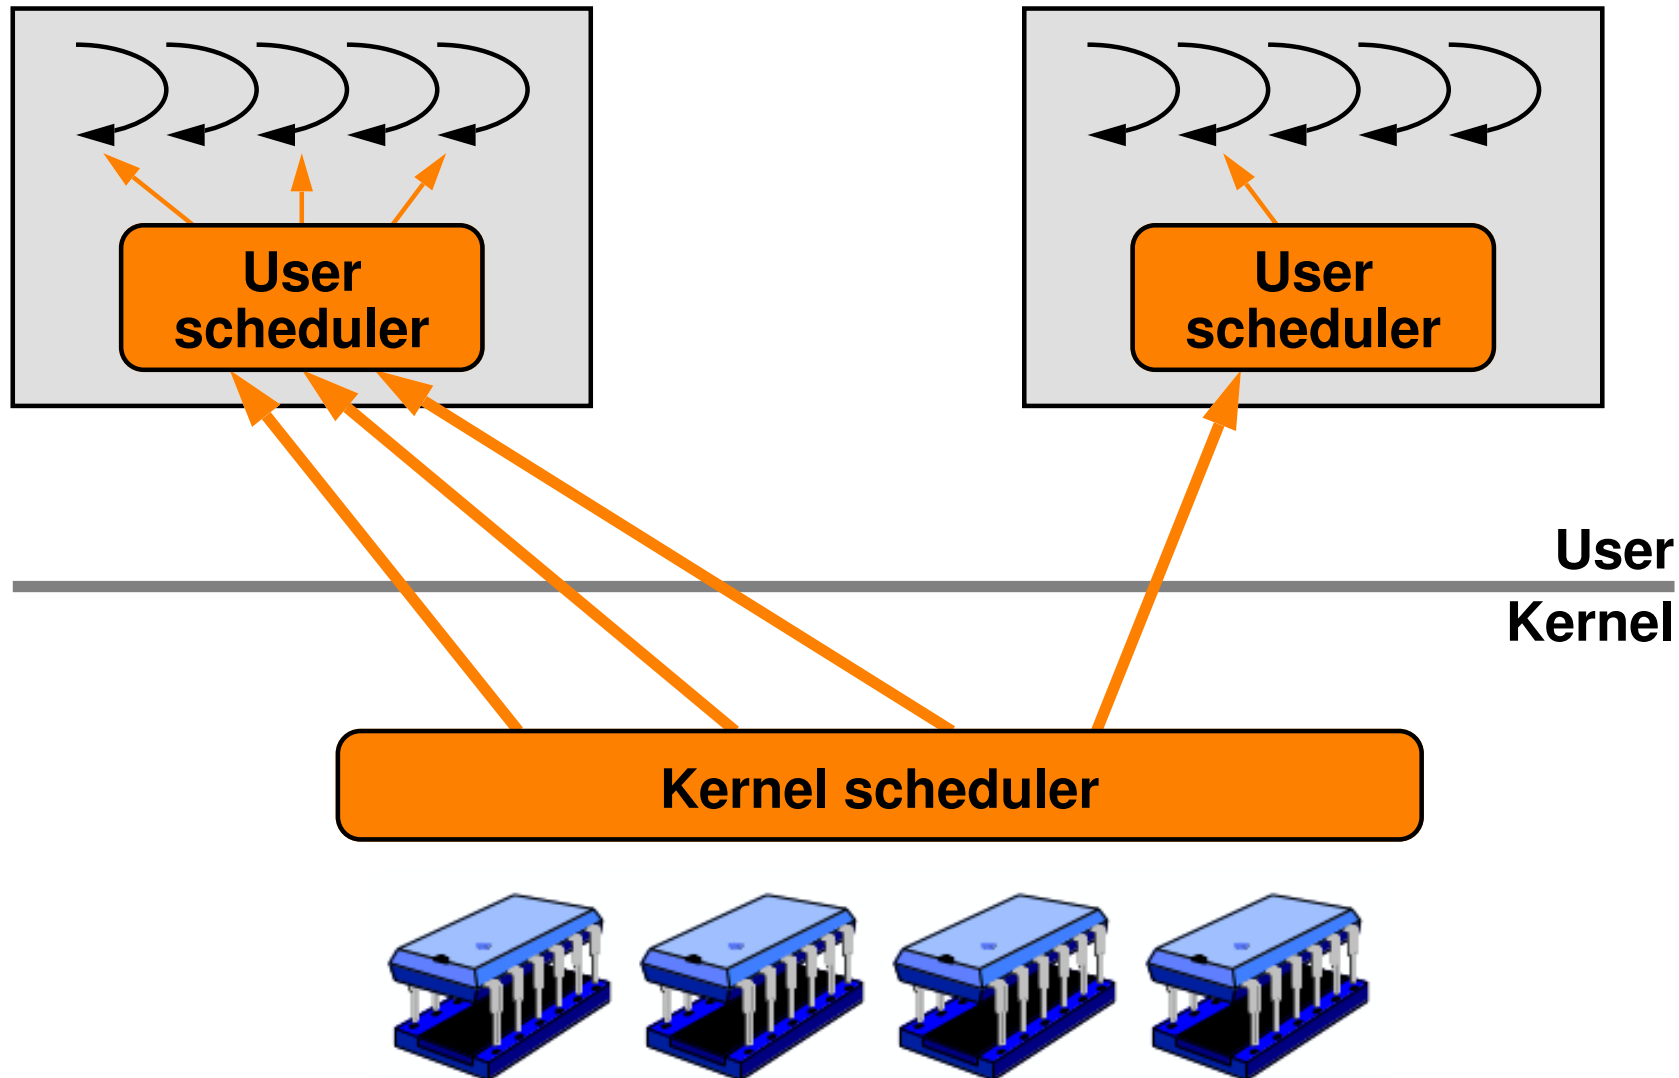 User
scheduler
User
scheduler
User
Kernel
Kernel scheduler